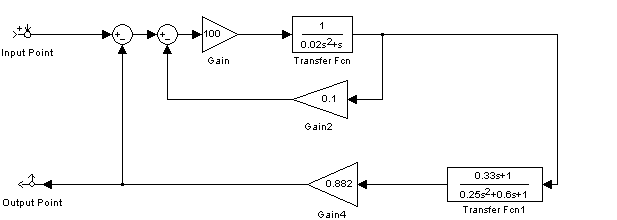 Input Point
100
Gain
1
0.02s²+s
Transfer Fcn
0.1
Gain2
Output Point
0.882
Gain4
0.33s+1
0.25s²+0.6s+1
Transfer Fcn1